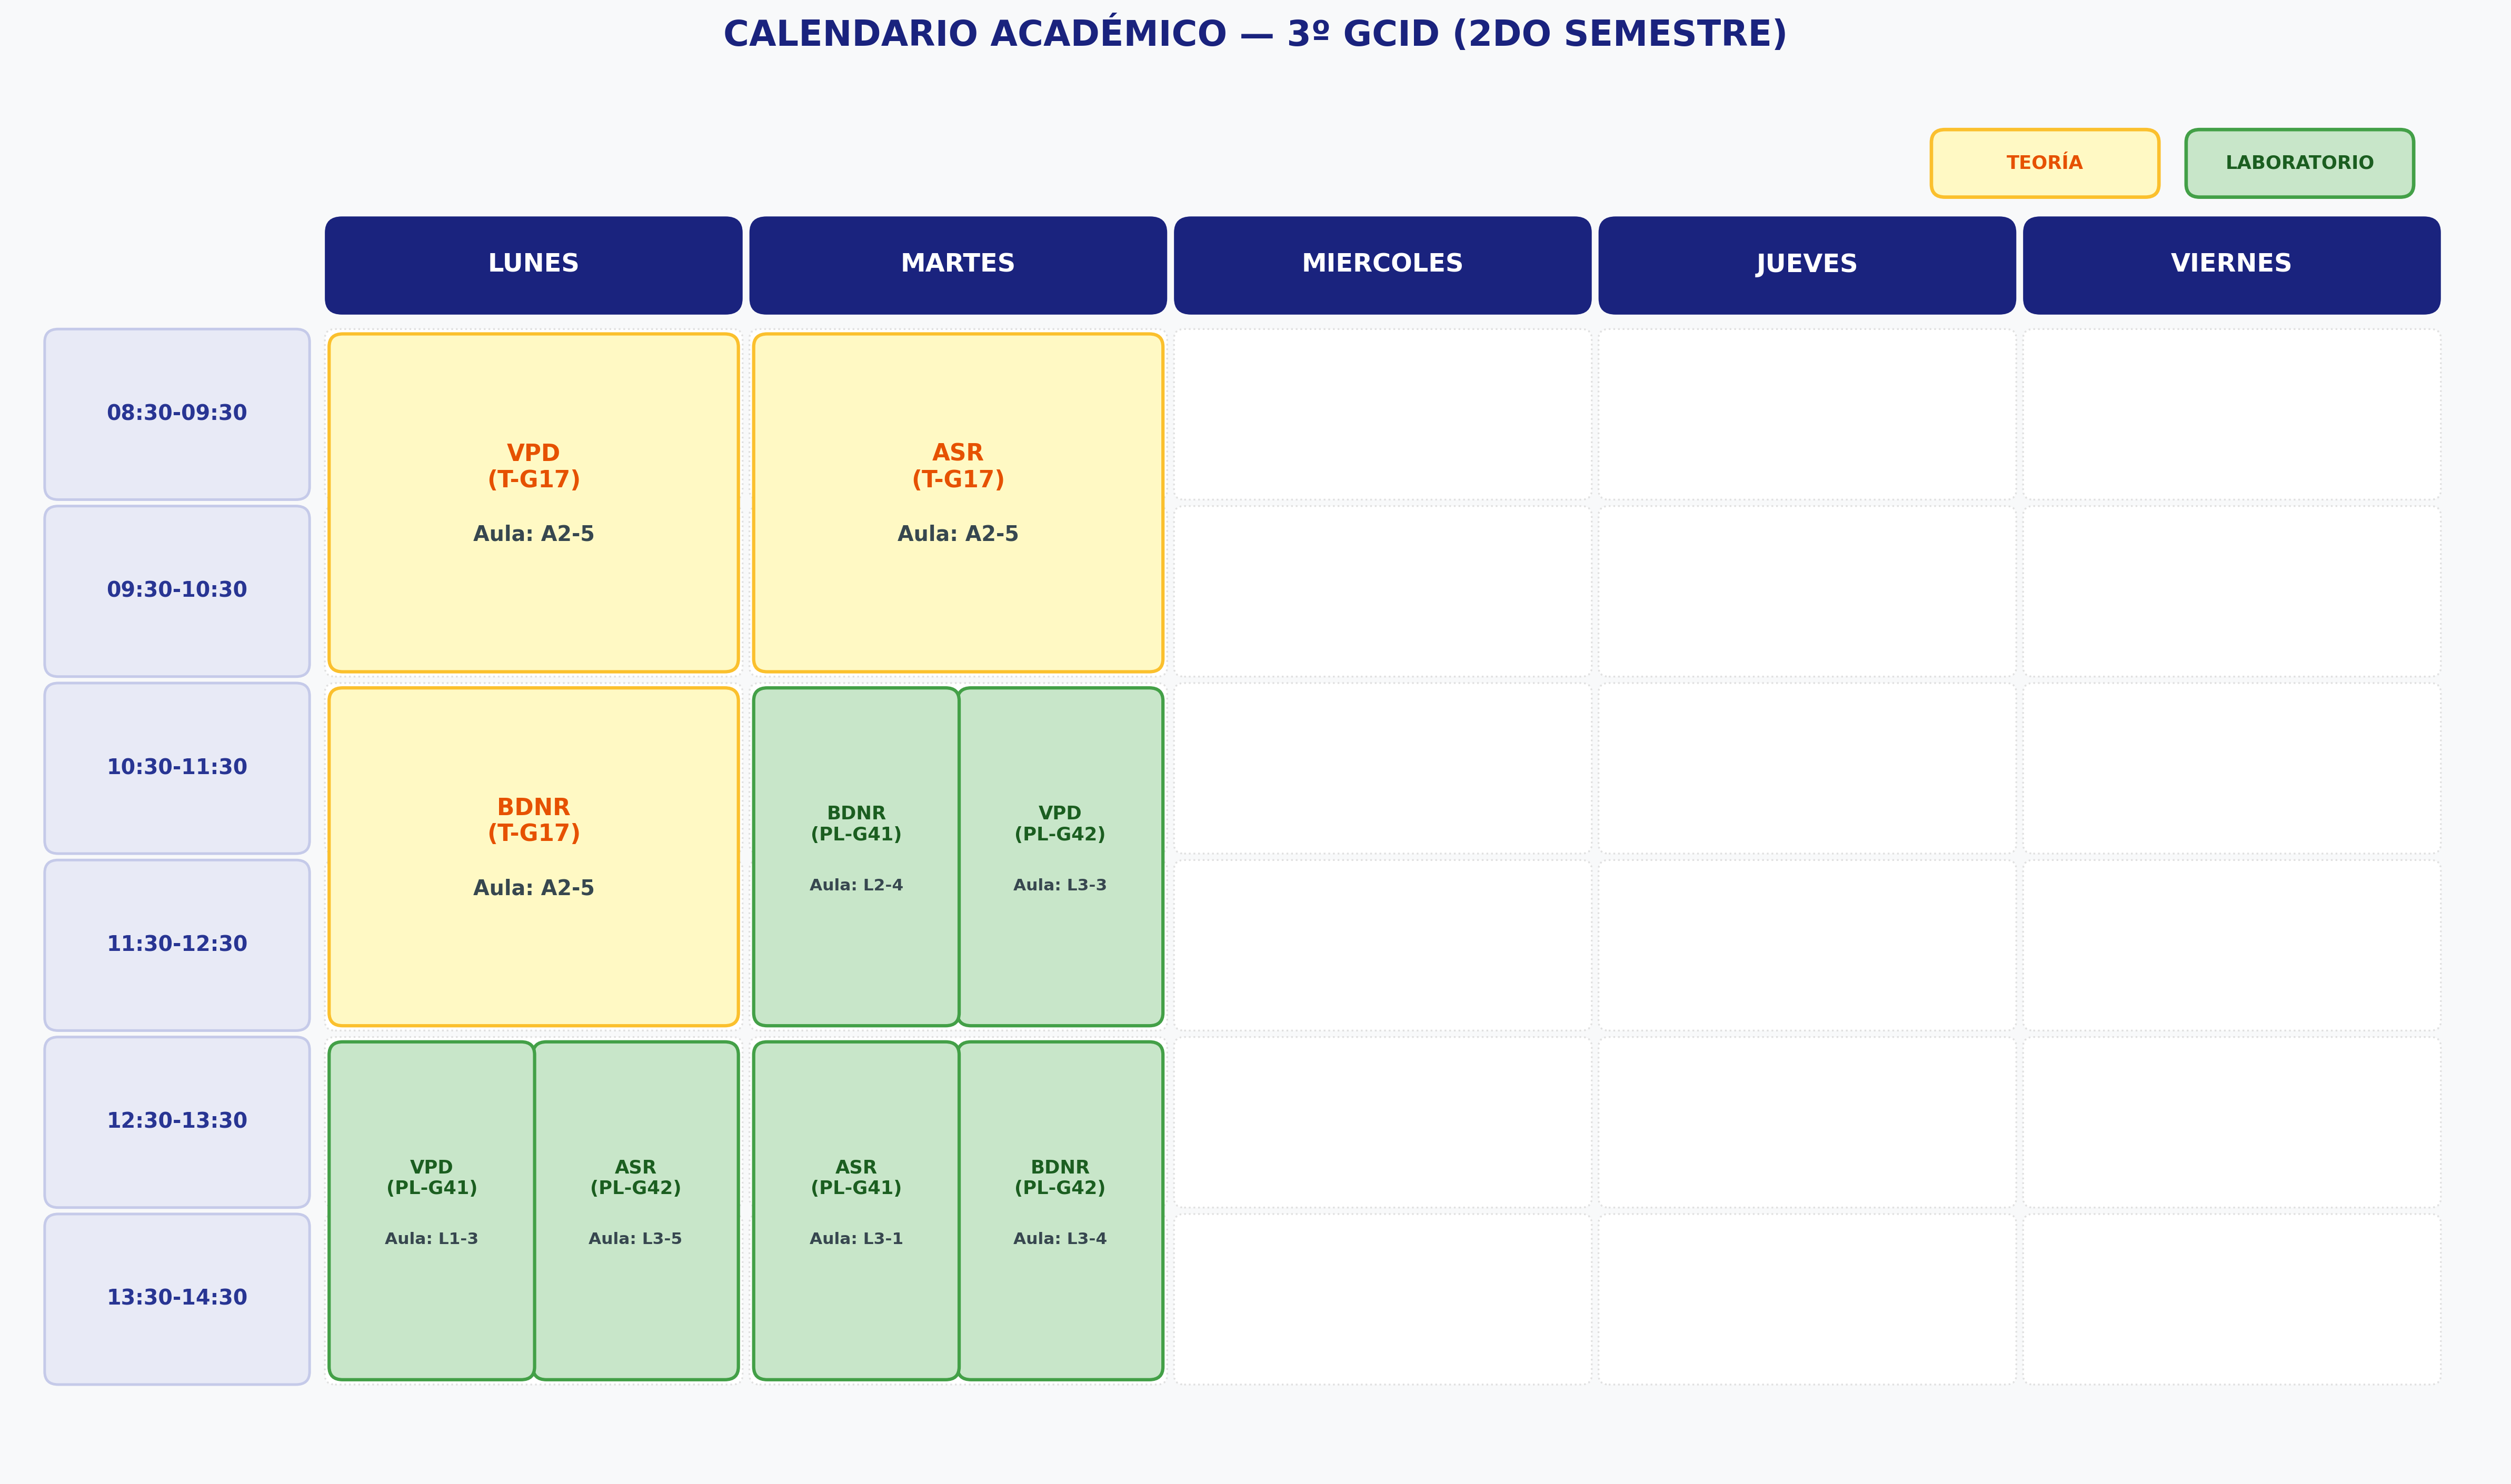 CALENDARIO ACADÉMICO — 3º GCID (2DO SEMESTRE)
TEORÍA
LABORATORIO
LUNES
MARTES
MIERCOLES
JUEVES
VIERNES
08:30-09:30
VPD
(T-G17)
Aula: A2-5
ASR
(T-G17)
Aula: A2-5
09:30-10:30
10:30-11:30
BDNR
(T-G17)
Aula: A2-5
BDNR
(PL-G41)
Aula: L2-4
VPD
(PL-G42)
Aula: L3-3
11:30-12:30
12:30-13:30
VPD
(PL-G41)
Aula: L1-3
ASR
(PL-G42)
Aula: L3-5
ASR
(PL-G41)
Aula: L3-1
BDNR
(PL-G42)
Aula: L3-4
13:30-14:30